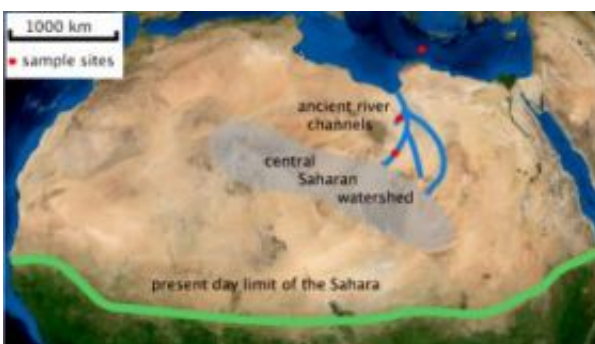 1000 km
sample sites
ancient river
channels
central
Saharan
watershed
present day limit of the Sahara